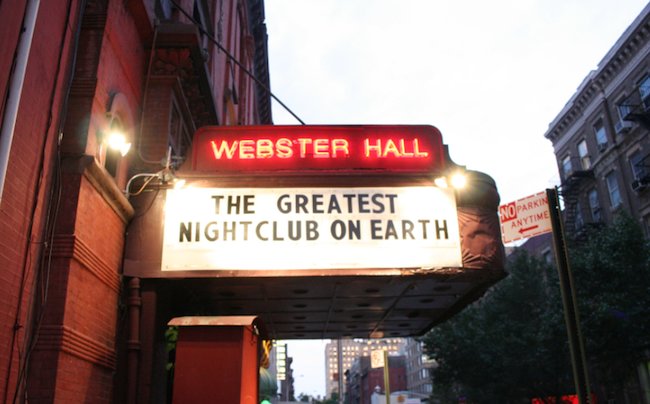 WEBSTER HALL
THE GREATEST
NIGHTCLUB ON EARTH
NO PARKING
ANYTIME